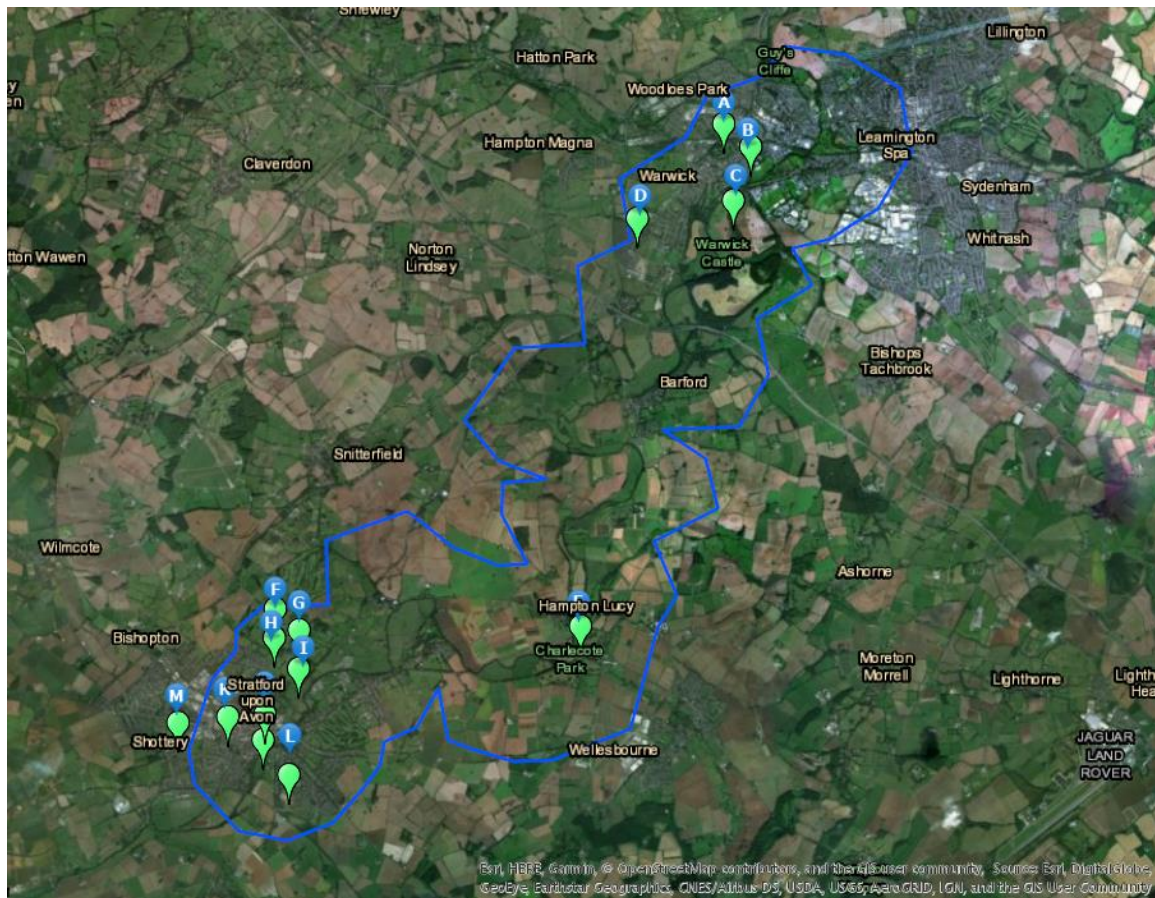 Shrewley
Lillington
Hatton Park
Guy's
Cliffe
Woodloes Park
A
B
Hampton Magna
Leamington
Spa
Claverdon
Warwick
C
D
Sydenham
Whitnash
Norton
Lindsey
Warwick
Castle
Bishops
Tachbrook
Barford
Snitterfield
Wilmcote
Ashorne
F
G
H
I
Hampton Lucy
Bishopton
Charlecote
Park
Moreton
Morrell
Lighthorne
Stratford
upon
Avon
K
M
L
Shottery
Wellesbourne
JAGUAR
LAND
ROVER
Esri, HERE, Garmin, © OpenStreetMap contributors, and the GIS user community, Source: Esri, DigitalGlobe,
GeoEye, Earthstar Geographics, CNES/Airbus DS, USDA, USGS, AeroGRID, IGN, and the GIS User Community